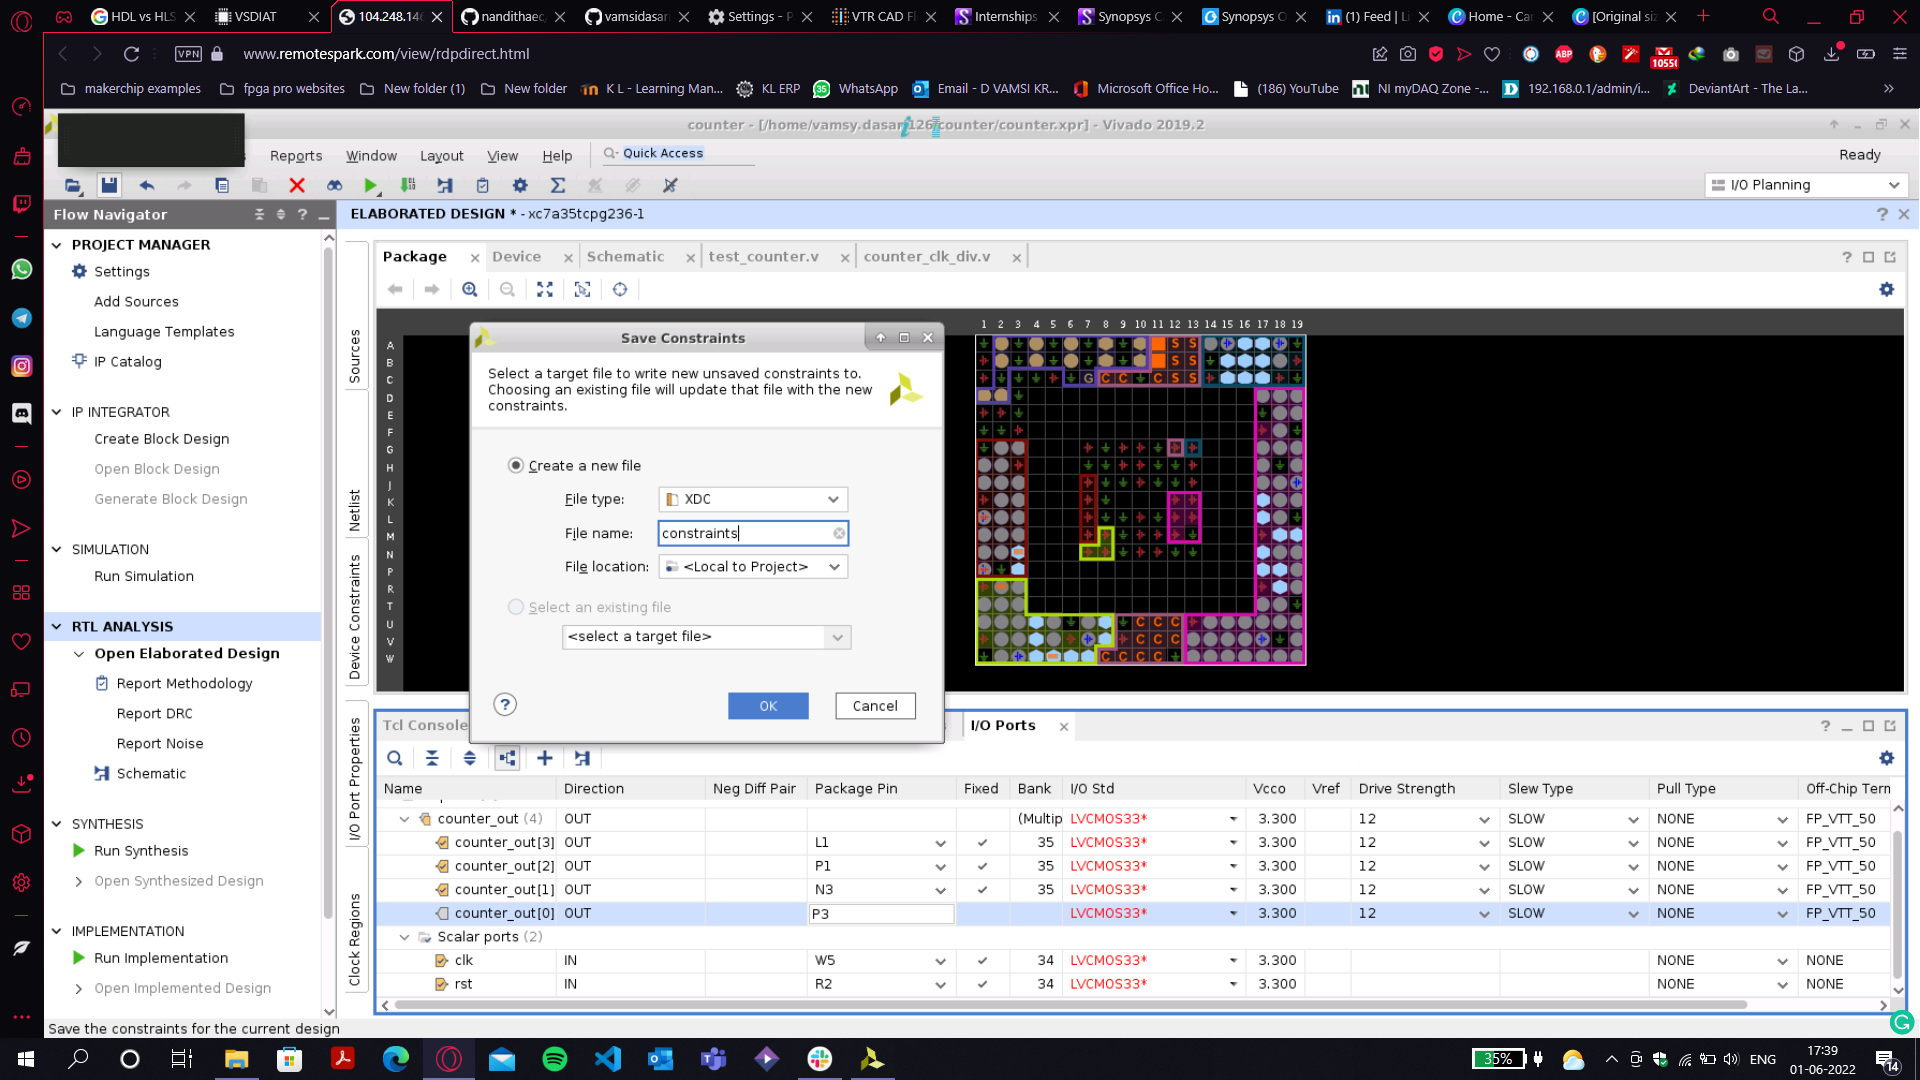 HDL vs HLS
VSDIAT
104.248.146
nandithaec/
vamsidasari
Settings - P
VTR CAD Fl
Internships
Synopsys C
Synopsys O
(1) Feed | Li
Home - Can
[Original siz
VPN
www.remotespark.com/view/rdpdirect.html
ABP
1055
makerchip examples
fpga pro websites
New folder (1)
New folder
K L - Learning Man...
KL ERP
WhatsApp
Email - D VAMSI KR...
Microsoft Office Ho...
(186) YouTube
NI myDAQ Zone -...
192.168.0.1/admin/i...
DeviantArt - The La...
counter - [/home/vamsy.dasari126/counter/counter.xpr] - Vivado 2019.2
Reports
Window
Layout
View
Help
Quick Access
Ready
I/O Planning
Flow Navigator
ELABORATED DESIGN * - xc7a35tcpg236-1
PROJECT MANAGER
Settings
Add Sources
Language Templates
IP Catalog
IP INTEGRATOR
Create Block Design
Open Block Design
Generate Block Design
SIMULATION
Run Simulation
RTL ANALYSIS
Open Elaborated Design
Report Methodology
Report DRC
Report Noise
Schematic
SYNTHESIS
Run Synthesis
Open Synthesized Design
IMPLEMENTATION
Run Implementation
Open Implemented Design
Sources
Netlist
Device Constraints
I/O Port Properties
Clock Regions
Package
Device
Schematic
test_counter.v
counter_clk_div.v
1 2 3 4 5 6 7 8 9 10 11 12 13 14 15 16 17 18 19
A
B
C
D
E
F
G
H
J
K
L
M
N
P
R
T
U
V
W
S S
S S
G C C C S S
C C C
C C C
C C C C
Save Constraints
Select a target file to write new unsaved constraints to.
Choosing an existing file will update that file with the new
constraints.
Create a new file
File type: XDC
File name: constraints
File location: <Local to Project>
Select an existing file
<select a target file>
?
OK
Cancel
Tcl Console
I/O Ports
Name Direction Neg Diff Pair Package Pin Fixed Bank I/O Std Vcco Vref Drive Strength Slew Type Pull Type Off-Chip Term
counter_out (4) OUT (Multip LVCMOS33* 3.300 12 SLOW NONE FP_VTT_50
counter_out[3] OUT L1 35 LVCMOS33* 3.300 12 SLOW NONE FP_VTT_50
counter_out[2] OUT P1 35 LVCMOS33* 3.300 12 SLOW NONE FP_VTT_50
counter_out[1] OUT N3 35 LVCMOS33* 3.300 12 SLOW NONE FP_VTT_50
counter_out[0] OUT P3 LVCMOS33* 3.300 12 SLOW NONE FP_VTT_50
Scalar ports (2)
clk IN W5 34 LVCMOS33* 3.300 NONE NONE
rst IN R2 34 LVCMOS33* 3.300 NONE NONE
Save the constraints for the current design
35%
ENG
17:39
01-06-2022
14